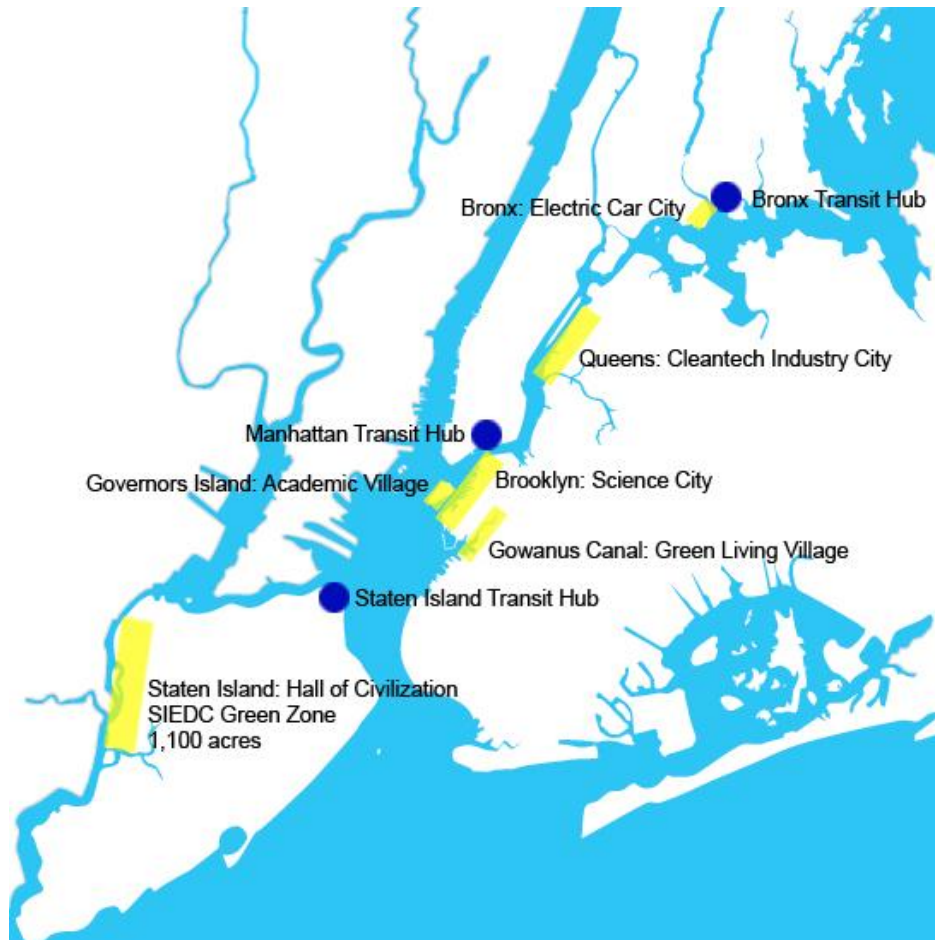 Bronx Transit Hub
Bronx: Electric Car City
Queens: Cleantech Industry City
Manhattan Transit Hub
Governors Island: Academic Village
Brooklyn: Science City
Gowanus Canal: Green Living Village
Staten Island Transit Hub
Staten Island: Hall of Civilization
SIEDC Green Zone
1,100 acres